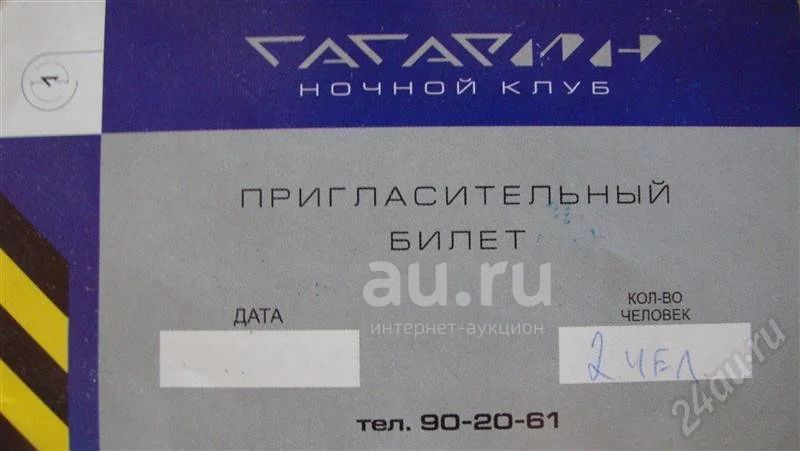 ГАГАРИН
НОЧНОЙ КЛУБ
1
ПРИГЛАСИТЕЛЬНЫЙ
БИЛЕТ
au.ru
интернет-аукцион
ДАТА
КОЛ-ВО
ЧЕЛОВЕК
2 чел
тел. 90-20-61
24au.ru